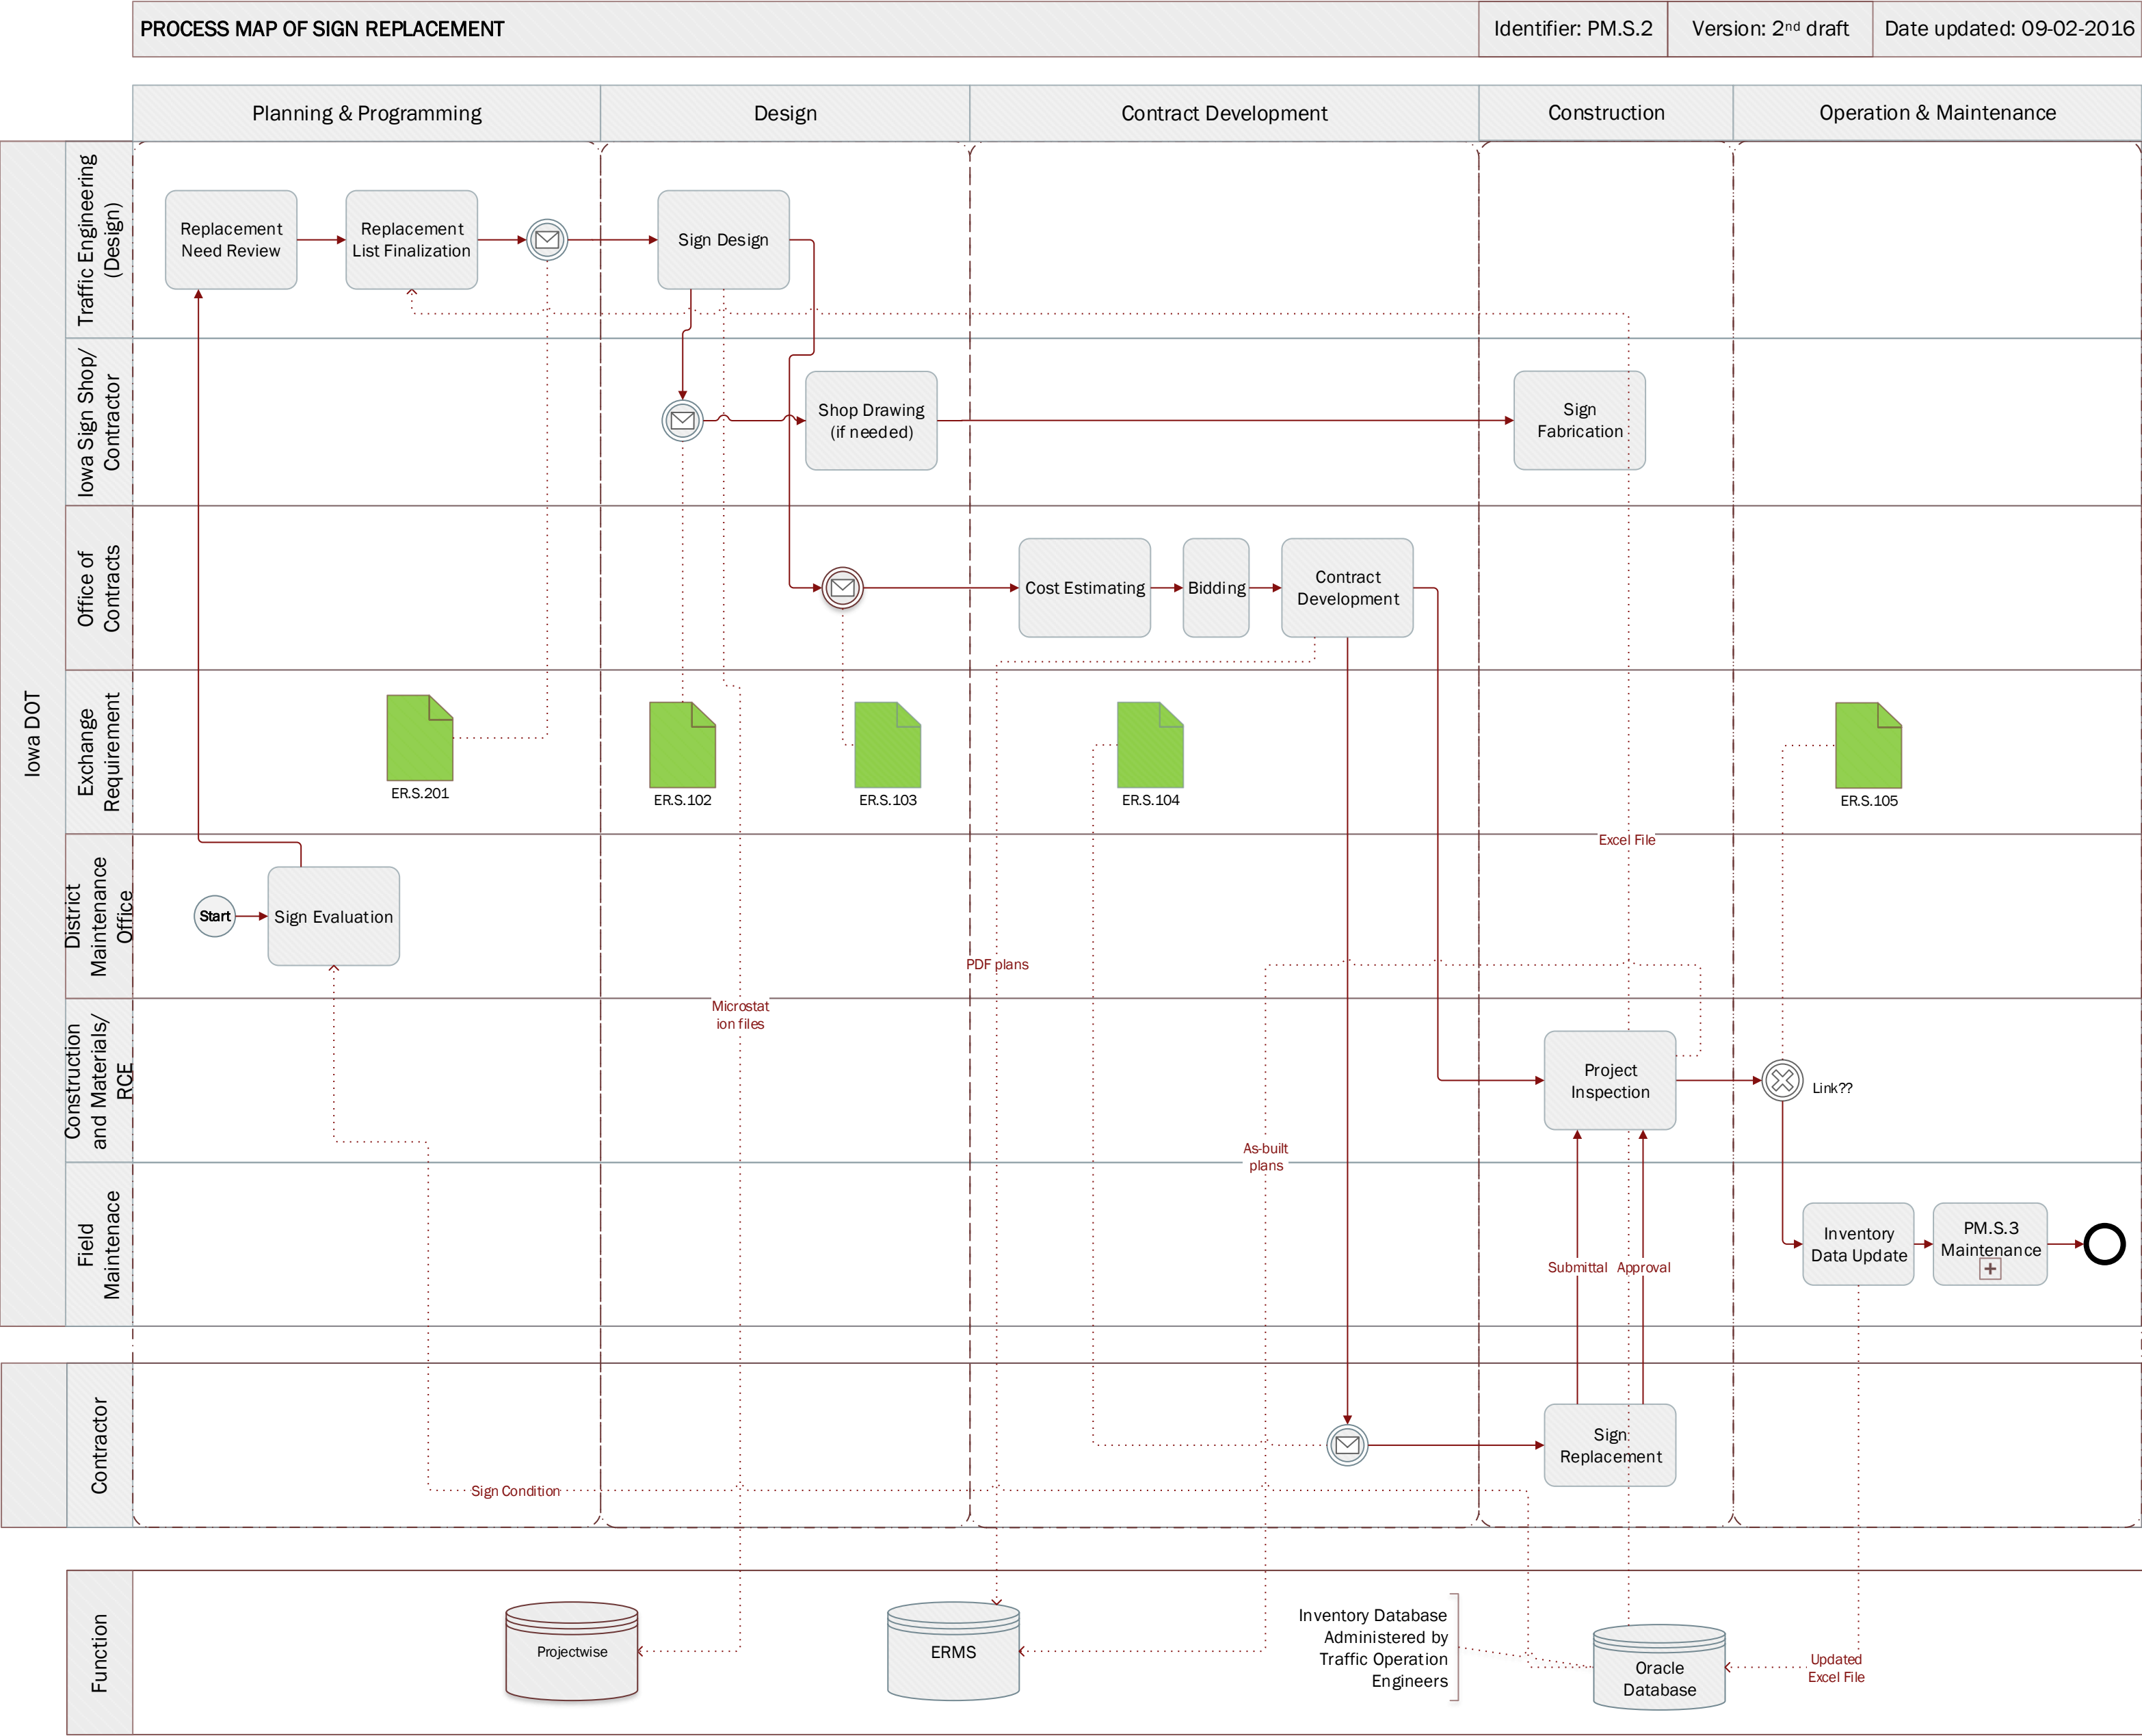 PROCESS MAP OF SIGN REPLACEMENT
Identifier: PM.S.2
Version: 2nd draft
Date updated: 09-02-2016
Planning & Programming
Design
Contract Development
Construction
Operation & Maintenance
Iowa DOT
Traffic Engineering
(Design)
Replacement
Need Review
Replacement
List Finalization
Sign Design
Iowa Sign Shop/
Contractor
Shop Drawing
(if needed)
Sign
Fabrication
Office of
Contracts
Cost Estimating
Bidding
Contract
Development
Exchange
Requirement
ER.S.201
ER.S.102
ER.S.103
ER.S.104
ER.S.105
Excel File
District
Maintenance
Office
Start
Sign Evaluation
PDF plans
Microstat
ion files
Construction
and Materials/
RCE
Project
Inspection
Link??
As-built
plans
Field
Maintenace
Submittal
Approval
Inventory
Data Update
PM.S.3
Maintenance
Contractor
Sign Condition
Sign
Replacement
Function
Projectwise
ERMS
Inventory Database
Administered by
Traffic Operation
Engineers
Oracle
Database
Updated
Excel File